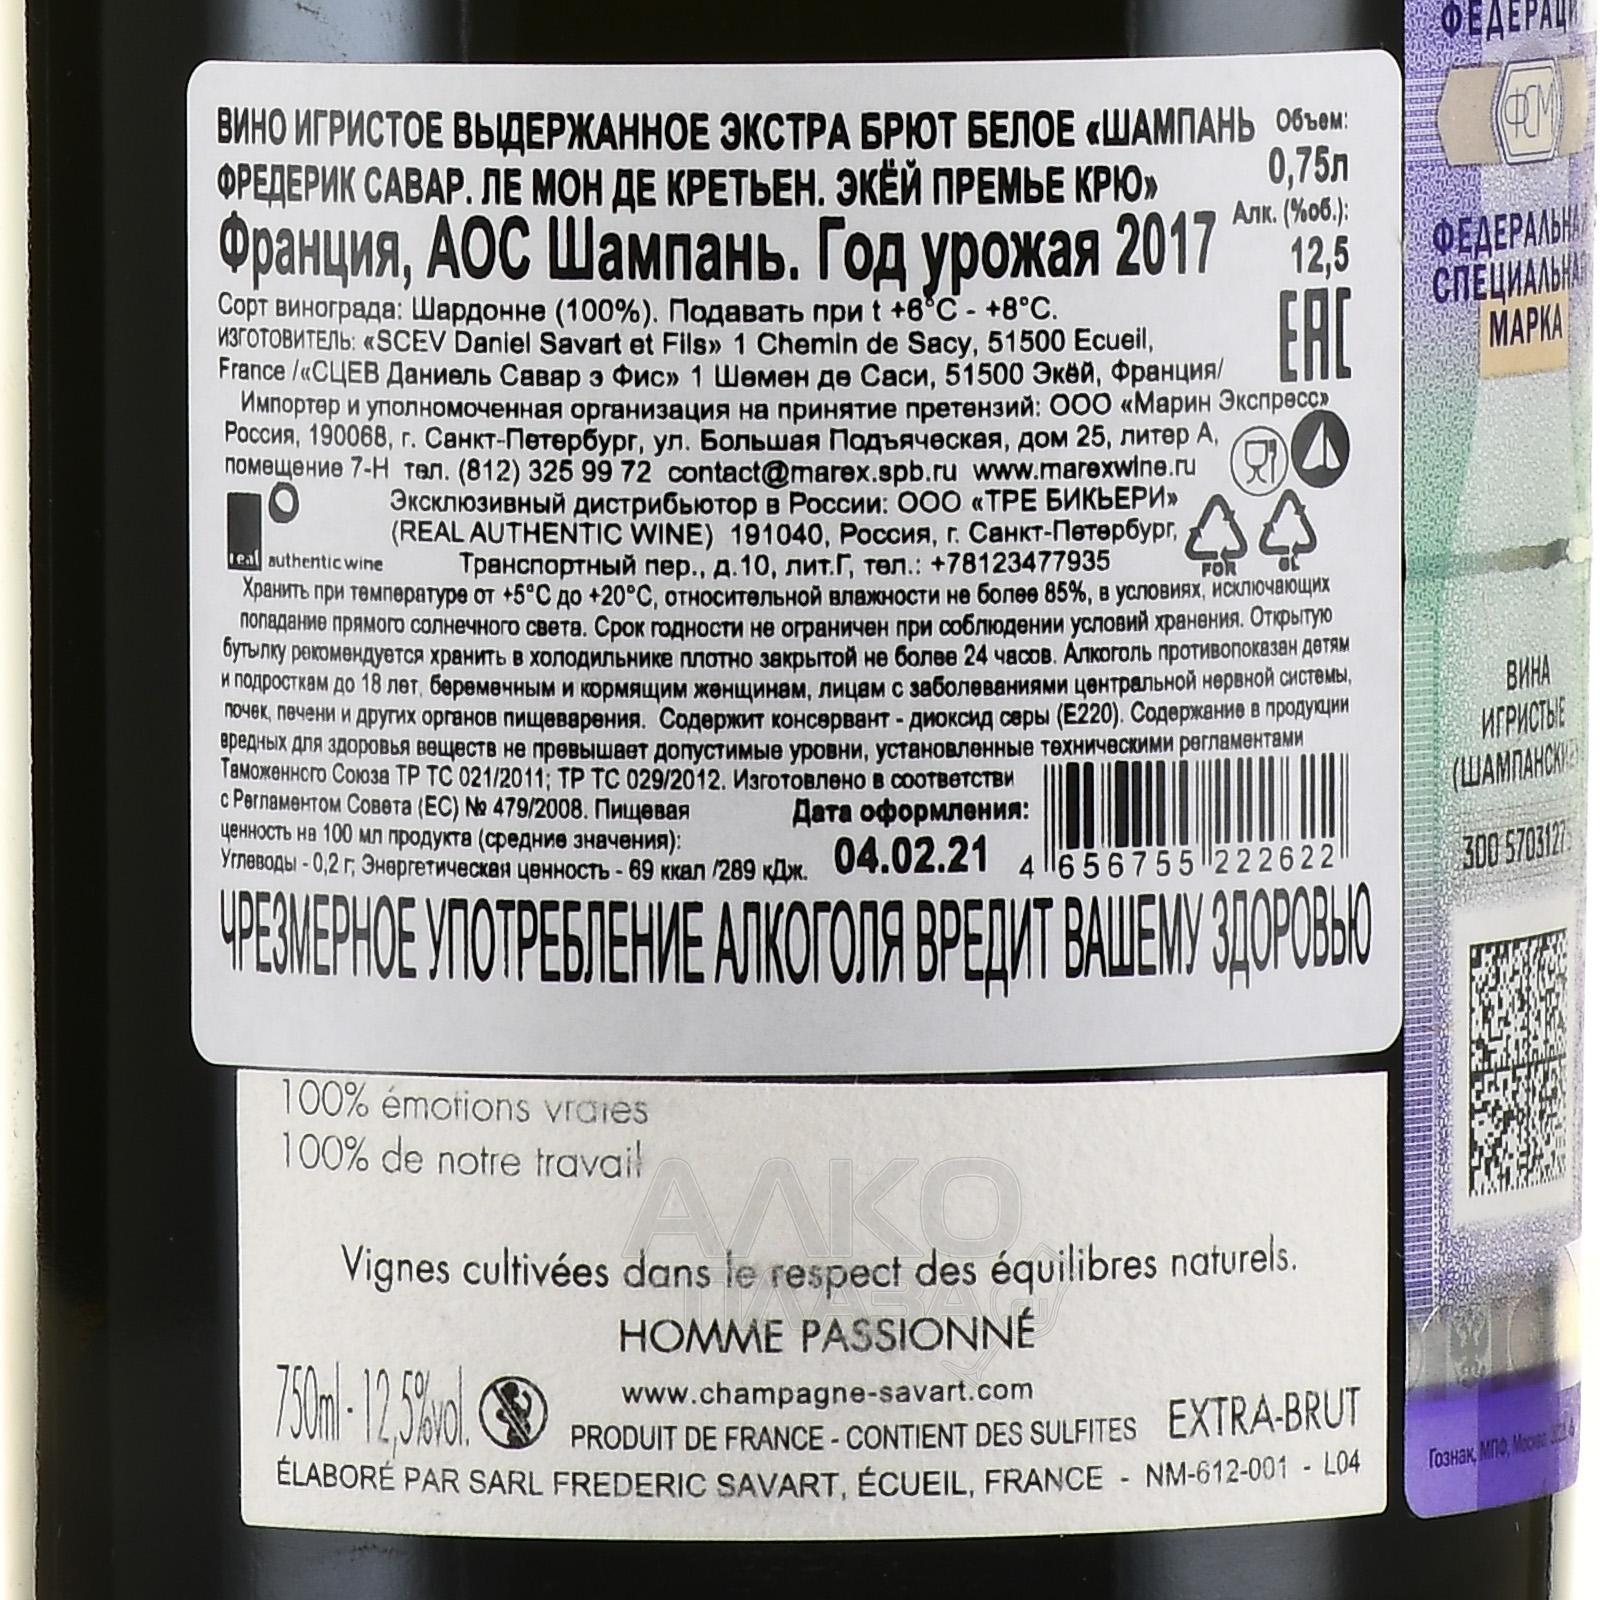 ВИНО ИГРИСТОЕ ВЫДЕРЖАННОЕ ЭКСТРА БРЮТ БЕЛОЕ «ШАМПАНЬ
ФРЕДЕРИК САВАР. ЛЕ МОН ДЕ КРЕТЬЕН. ЭКЁЙ ПРЕМЬЕ КРЮ»
Франция, АОС Шампань. Год урожая 2017
Объем:
0,75л
Алк. (%об.):
12,5
EAC
Сорт винограда: Шардонне (100%). Подавать при t +6°C - +8°C.
ИЗГОТОВИТЕЛЬ: «SCEV Daniel Savart et Fils» 1 Chemin de Sacy, 51500 Ecueil,
France /«СЦЕВ Даниель Савар э Фис» 1 Шемен де Саси, 51500 Экёй, Франция/
Импортер и уполномоченная организация на принятие претензий: ООО «Марин Экспресс»
Россия, 190068, г. Санкт-Петербург, ул. Большая Подъяческая, дом 25, литер А,
помещение 7-Н тел. (812) 325 99 72 contact@marex.spb.ru www.marexwine.ru
real authentic wine
Эксклюзивный дистрибьютор в России: ООО «ТРЕ БИКЬЕРИ»
(REAL AUTHENTIC WINE) 191040, Россия, г. Санкт-Петербург,
Транспортный пер., д.10, лит.Г, тел.: +78123477935
FOR GL
Хранить при температуре от +5°C до +20°C, относительной влажности не более 85%, в условиях, исключающих
попадание прямого солнечного света. Срок годности не ограничен при соблюдении условий хранения. Открытую
бутылку рекомендуется хранить в холодильнике плотно закрытой не более 24 часов. Алкоголь противопоказан детям
и подросткам до 18 лет, беременным и кормящим женщинам, лицам с заболеваниями центральной нервной системы,
почек, печени и других органов пищеварения. Содержит консервант - диоксид серы (Е220). Содержание в продукции
вредных для здоровья веществ не превышает допустимые уровни, установленные техническими регламентами
Таможенного Союза ТР ТС 021/2011; ТР ТС 029/2012. Изготовлено в соответстви
с Регламентом Совета (ЕС) № 479/2008. Пищевая
ценность на 100 мл продукта (средние значения):
Углеводы - 0,2 г; Энергетическая ценность - 69 ккал /289 кДж.
Дата оформления:
04.02.21
4 656755 222622
ЧРЕЗМЕРНОЕ УПОТРЕБЛЕНИЕ АЛКОГОЛЯ ВРЕДИТ ВАШЕМУ ЗДОРОВЬЮ
100% émotions vraies
100% de notre travail
Vignes cultivées dans le respect des équilibres naturels.
HOMME PASSIONNÉ
www.champagne-savart.com
750ml - 12,5%vol.
PRODUIT DE FRANCE - CONTIENT DES SULFITES
EXTRA-BRUT
ÉLABORÉ PAR SARL FREDERIC SAVART, ÉCUEIL, FRANCE - NM-612-001 - L04
ФСМ
ФЕДЕРАЛЬНАЯ
СПЕЦИАЛЬНАЯ
МАРКА
ВИНА
ИГРИСТЫЕ
300 570312
Гознак, МПФ, Москва,
АЛКО
ПЛАЗА.ru